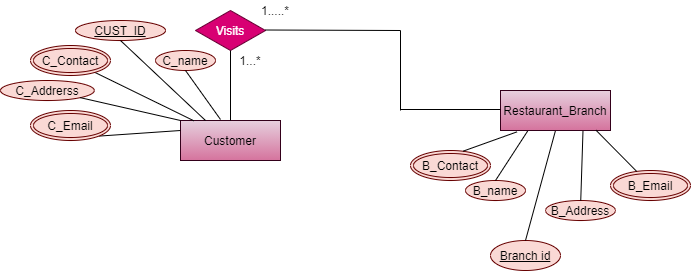 1.....*
Visits
CUST_ID
1...*
C_Contact
C_name
C_Addrerss
C_Email
Customer
Restaurant_Branch
B_Contact
B_name
B_Email
B_Address
Branch id